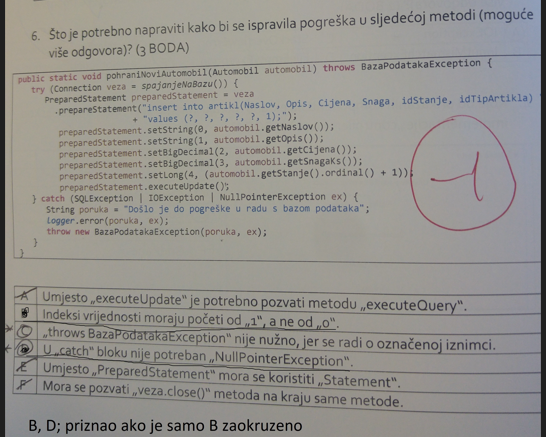 6. Što je potrebno napraviti kako bi se ispravila pogreška u sljedećoj metodi (moguće
više odgovora)? (3 BODA)
public static void pohraniNoviAutomobil(Automobil automobil) throws BazaPodatakaException {
try (Connection veza = spajanjeNaBazu()) {
PreparedStatement preparedStatement = veza
.prepareStatement("insert into artikl(Naslov, Opis, Cijena, Snaga, idStanje, idTipArtikla)
+ "values (?, ?, ?, ?, ?, 1);");
preparedStatement.setString(0, automobil.getNaslov());
preparedStatement.setString(1, automobil.getOpis());
preparedStatement.setBigDecimal(2, automobil.getCijena());
preparedStatement.setBigDecimal(3, automobil.getSnagaKs());
preparedStatement.setLong(4, (automobil.getStanje().ordinal() + 1));
preparedStatement.executeUpdate();
} catch (SQLException | IOException | NullPointerException ex) {
String poruka = "Došlo je do pogreške u radu s bazom podataka";
Logger.error(poruka, ex);
throw new BazaPodatakaException(poruka, ex);
}
}
-1
A Umjesto „executeUpdate" je potrebno pozvati metodu „executeQuery".
B Indeksi vrijednosti moraju početi od „1", a ne od „0".
C „throws BazaPodatakaException" nije nužno, jer se radi o označenoj iznimci.
D U „catch" bloku nije potreban „NullPointerException".
E Umjesto „PreparedStatement" mora se koristiti „Statement".
F Mora se pozvati „veza.close()" metoda na kraju same metode.
B, D; priznao ako je samo B zaokruzeno